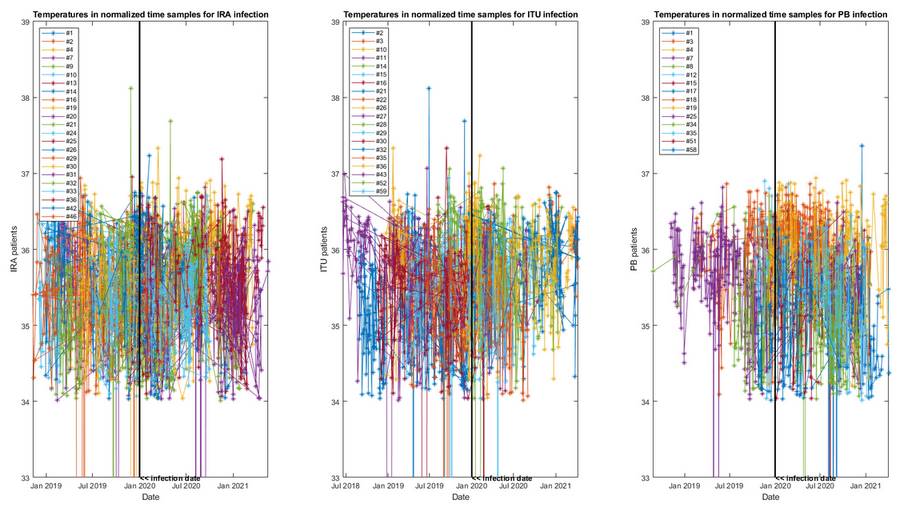 Temperatures in normalized time samples for IRA infection
39
38
37
36
35
34
33
IRA patients
#1
#2
#4
#7
#9
#10
#13
#14
#16
#19
#20
#21
#24
#25
#26
#29
#30
#31
#32
#36
#42
#46
Jan 2019
Jul 2019
Jan 2020
Jul 2020
Jan 2021
<< infection date
Date
Temperatures in normalized time samples for ITU infection
39
38
37
36
35
34
33
ITU patients
#2
#3
#10
#11
#14
#15
#16
#21
#22
#26
#27
#28
#29
#30
#32
#35
#36
#43
#52
#59
Jul 2018
Jan 2019
Jul 2019
Jan 2020
Jul 2020
Jan 2021
<< infection date
Date
Temperatures in normalized time samples for PB infection
39
38
37
36
35
34
33
PB patients
#1
#3
#4
#7
#8
#12
#15
#17
#18
#19
#25
#34
#35
#51
#58
Jan 2019
Jul 2019
Jan 2020
Jul 2020
Jan 2021
<< infection date
Date